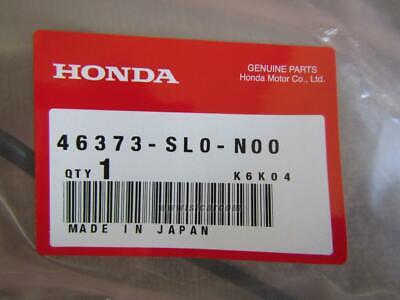 HONDA
GENUINE PARTS
Honda Motor Co., Ltd.
46373-SL0-N00
QTY 1 K6K04
MADE IN JAPAN